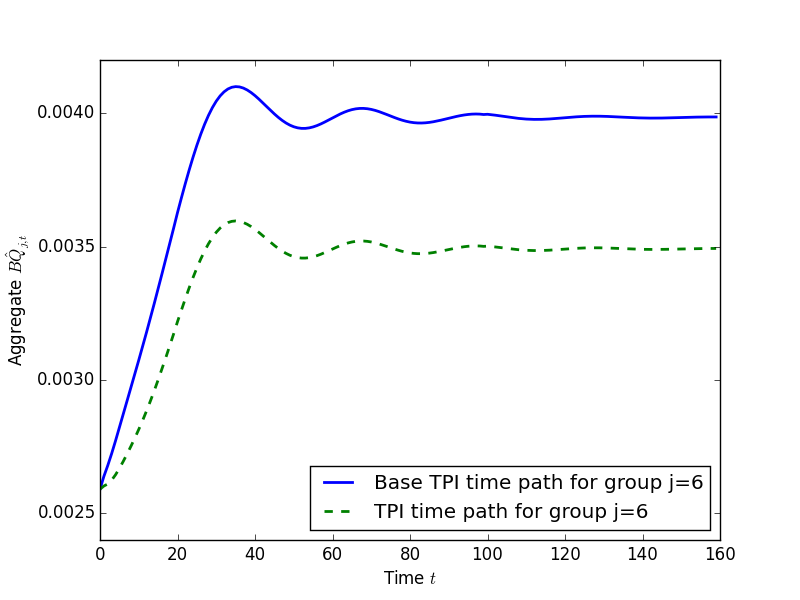 0.0040
0.0035
0.0030
0.0025
Aggregate $\hat{BQ}_{j,t}$
0 20 40 60 80 100 120 140 160
Time t
Base TPI time path for group j=6
TPI time path for group j=6